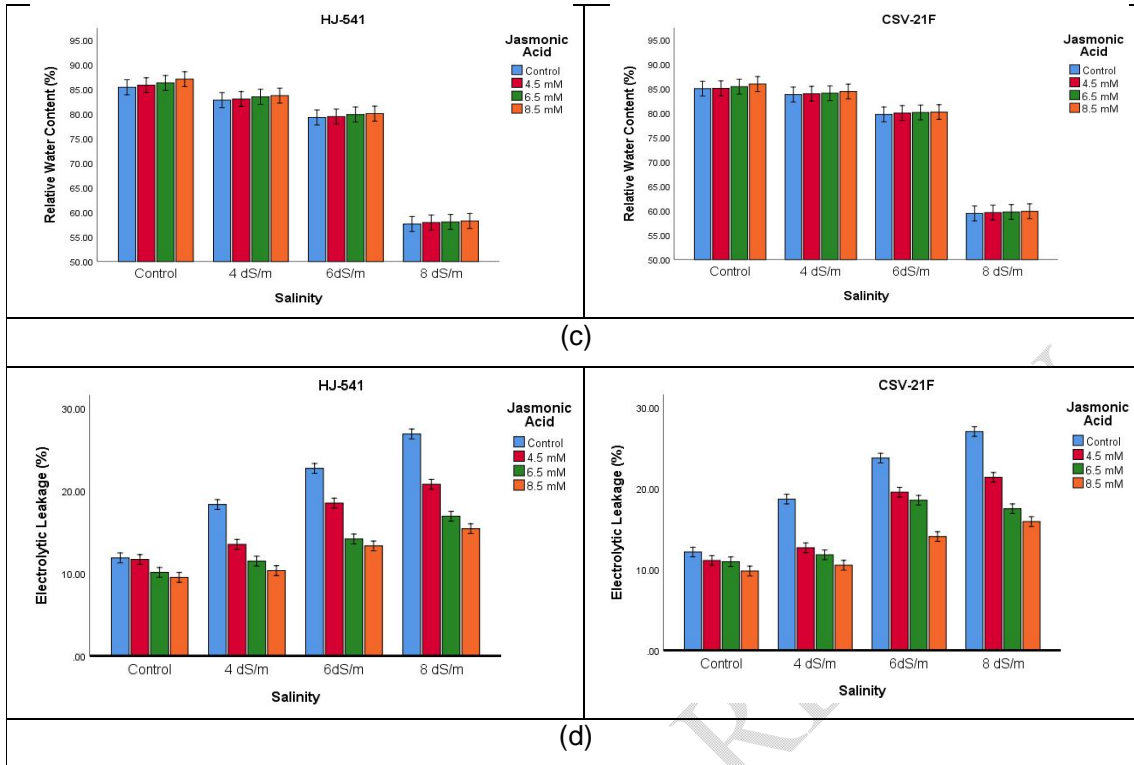 HJ-541
Relative Water Content (%)
95.00
90.00
85.00
80.00
75.00
70.00
65.00
60.00
55.00
50.00
Control
4 dS/m
6dS/m
8 dS/m
Salinity
Jasmonic
Acid
Control
4.5 mM
6.5 mM
8.5 mM
CSV-21F
Relative Water Content (%)
95.00
90.00
85.00
80.00
75.00
70.00
65.00
60.00
55.00
50.00
Control
4 dS/m
6dS/m
8 dS/m
Salinity
Jasmonic
Acid
Control
4.5 mM
6.5 mM
8.5 mM
(c)
HJ-541
Electrolytic Leakage (%)
30.00
20.00
10.00
.00
Control
4 dS/m
6dS/m
8 dS/m
Salinity
Jasmonic
Acid
Control
4.5 mM
6.5 mM
8.5 mM
CSV-21F
Electrolytic Leakage (%)
30.00
20.00
10.00
.00
Control
4 dS/m
6dS/m
8 dS/m
Salinity
Jasmonic
Acid
Control
4.5 mM
6.5 mM
8.5 mM
(d)